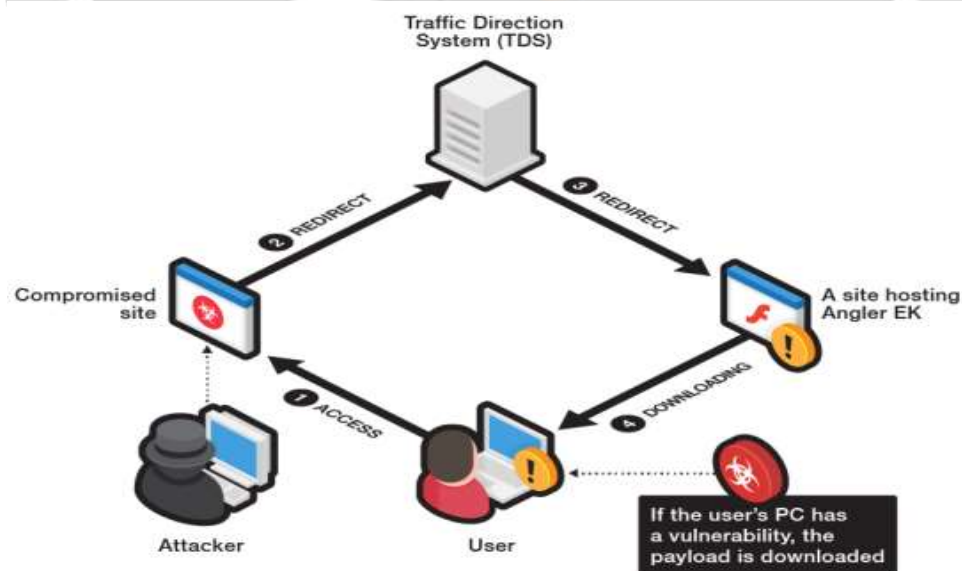 Traffic Direction
System (TDS)
2 REDIRECT
3 REDIRECT
Compromised
site
A site hosting
Angler EK
1 ACCESS
4 DOWNLOADING
Attacker
User
If the user's PC has
a vulnerability, the
payload is downloaded